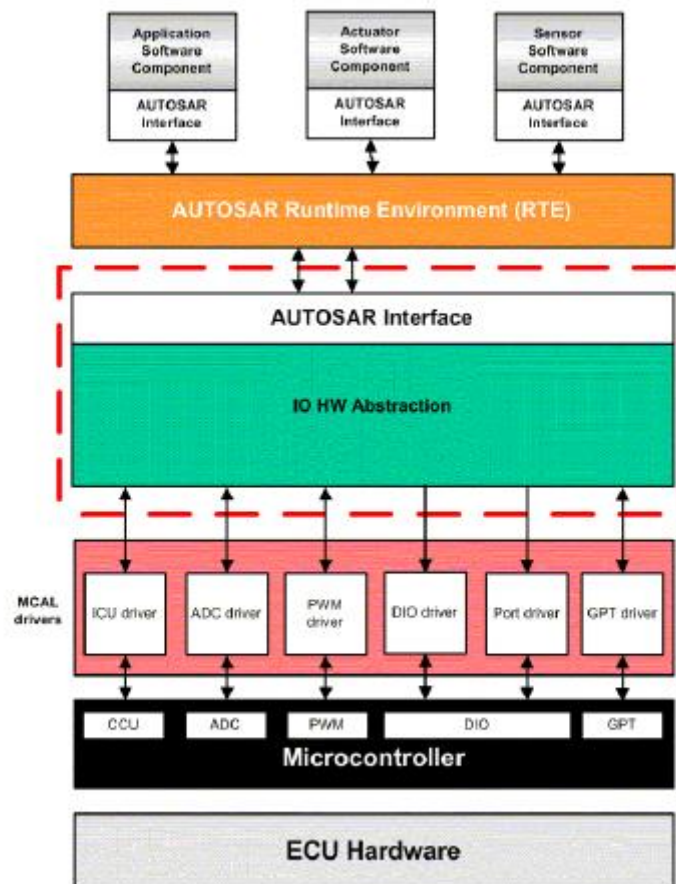 Application
Software
Component
AUTOSAR
Interface
Actuator
Software
Component
AUTOSAR
Interface
Sensor
Software
Component
AUTOSAR
Interface
AUTOSAR Runtime Environment (RTE)
AUTOSAR Interface
IO HW Abstraction
MCAL
drivers
ICU driver
ADC driver
PWM
driver
DIO driver
Port driver
GPT driver
CCU
ADC
PWM
DIO
GPT
Microcontroller
ECU Hardware